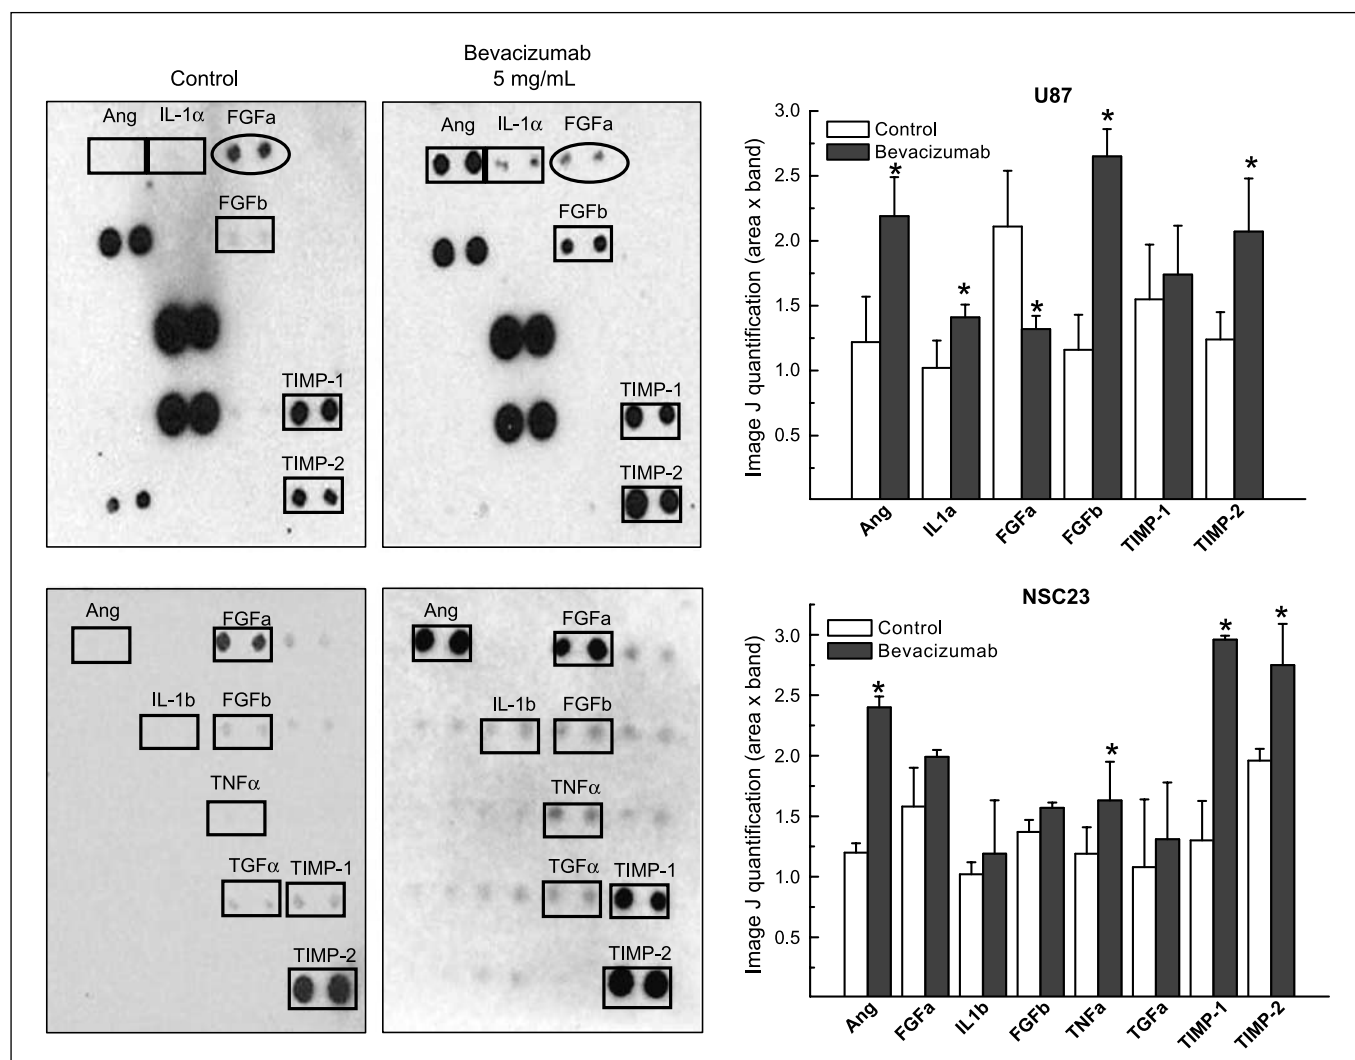 Control
Bevacizumab
5 mg/mL
Ang IL-1α FGFa
FGFb
TIMP-1
TIMP-2
Ang IL-1α FGFa
FGFb
TIMP-1
TIMP-2
U87
Control
Bevacizumab
Image J quantification (area x band)
3.0
2.5
2.0
1.5
1.0
0.5
* * * * *
Ang IL1a FGFa FGFb TIMP-1 TIMP-2
Ang FGFa
IL-1b FGFb
TNFα
TGFα TIMP-1
TIMP-2
Ang FGFa
IL-1b FGFb
TNFα
TGFα TIMP-1
TIMP-2
NSC23
Control
Bevacizumab
Image J quantification (area x band)
3.0
2.5
2.0
1.5
1.0
0.5
* * * *
Ang FGFa IL1b FGFb TNFa TGFa TIMP-1 TIMP-2